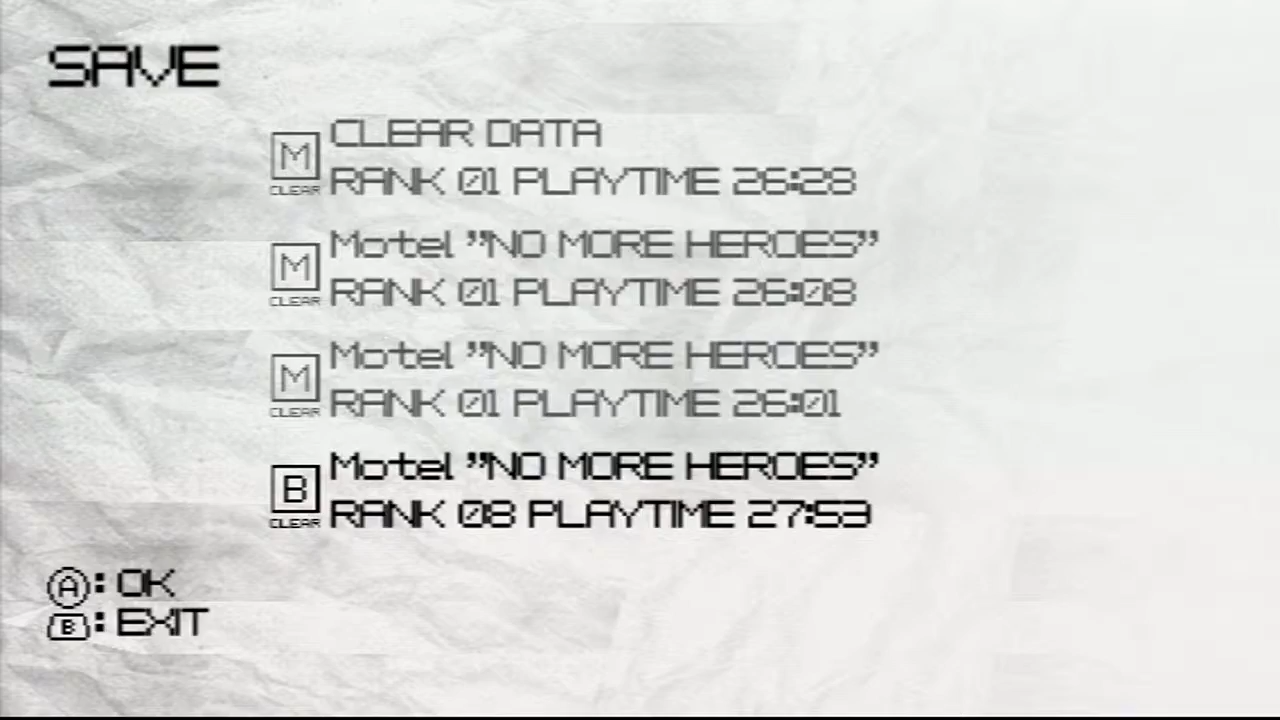 SAVE
CLEAR DATA
M
CLEAR
RANK 01 PLAYTIME 26:28
Motel ”NO MORE HEROES”
M
CLEAR
RANK 01 PLAYTIME 26:08
Motel ”NO MORE HEROES”
M
CLEAR
RANK 01 PLAYTIME 26:01
Motel ”NO MORE HEROES”
B
CLEAR
RANK 08 PLAYTIME 27:53
A: OK
B: EXIT